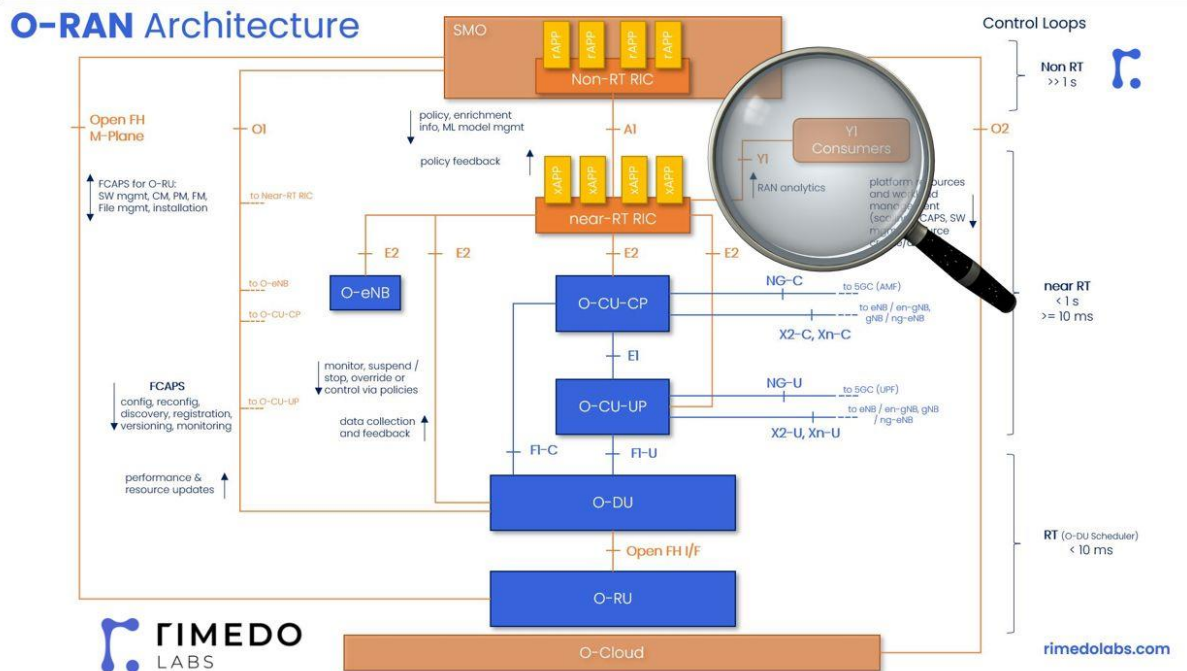 O-RAN Architecture
SMO
rAPP
rAPP
rAPP
rAPP
Non-RT RIC
Control Loops
Non RT
>> 1 s
Open FH
M-Plane
O1
policy, enrichment
info, ML model mgmt
A1
policy feedback
Y1
Consumers
Y1
RAN analytics
O2
FCAPS for O-RU:
SW mgmt, CM, PM, FM,
File mgmt, installation
to Near-RT RIC
xAPP
xAPP
xAPP
xAPP
near-RT RIC
platform
and
management
E2
E2
E2
E2
to O-eNB
O-eNB
to O-CU-CP
O-CU-CP
NG-C
to 5GC (AMF)
to eNB / en-gNB,
gNB / ng-eNB
X2-C, Xn-C
near RT
< 1 s
>= 10 ms
E1
monitor, suspend /
stop, override or
control via policies
FCAPS
config, reconfig,
discovery, registration,
versioning, monitoring
to O-CU-UP
data collection
and feedback
O-CU-UP
NG-U
to 5GC (UPF)
to eNB / en-gNB, gNB
/ ng-eNB
X2-U, Xn-U
F1-C
F1-U
performance &
resource updates
O-DU
RT (O-DU Scheduler)
< 10 ms
Open FH I/F
O-RU
RIMEDO
LABS
O-Cloud
rimedolabs.com